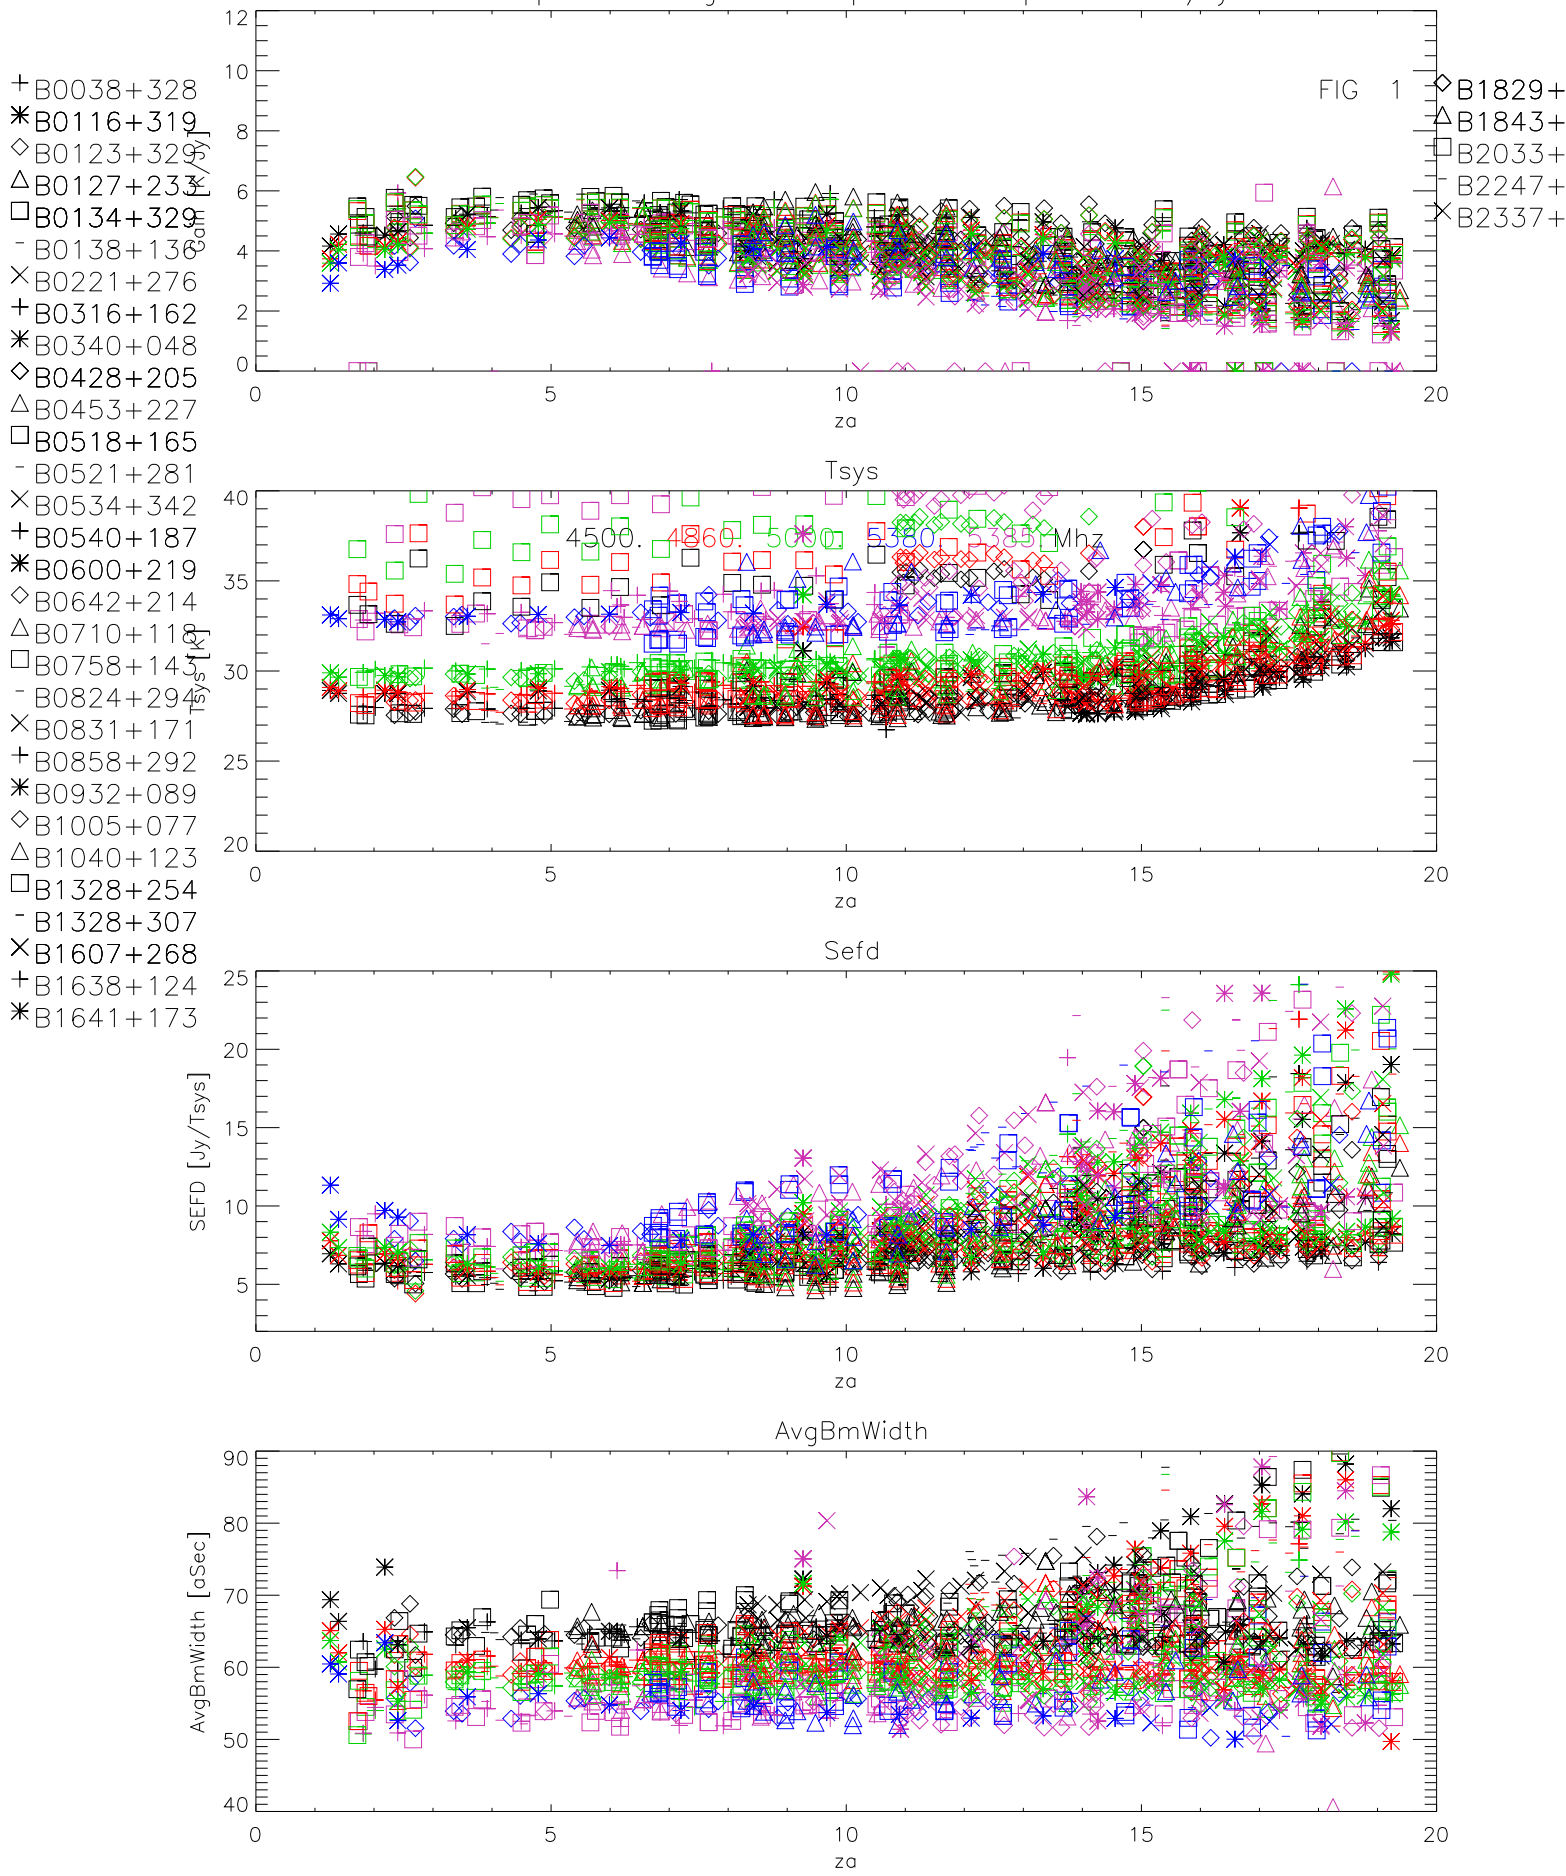 FIG 1
B0038+328
B0116+319
B0123+329
B0127+233
B0134+329
B0138+136
B0221+276
B0316+162
B0340+048
B0428+205
B0453+227
B0518+165
B0521+281
B0534+342
B0540+187
B0600+219
B0642+214
B0710+118
B0758+143
B0824+294
B0831+171
B0858+292
B0932+089
B1005+077
B1040+123
B1328+254
B1328+307
B1607+268
B1638+124
B1641+173
B1829+
B1843+
B2033+
B2247+
B2337+
Gain [K/Jy]
12
10
8
6
4
2
0
0 5 10 15 20
za
Tsys
4500. 4860. 5000. 5380. 5385. Mhz
Tsys [K]
40
35
30
25
20
0 5 10 15 20
za
Sefd
SEFD [Jy/Tsys]
25
20
15
10
5
0 5 10 15 20
za
AvgBmWidth
AvgBmWidth [aSec]
90
80
70
60
50
40
0 5 10 15 20
za